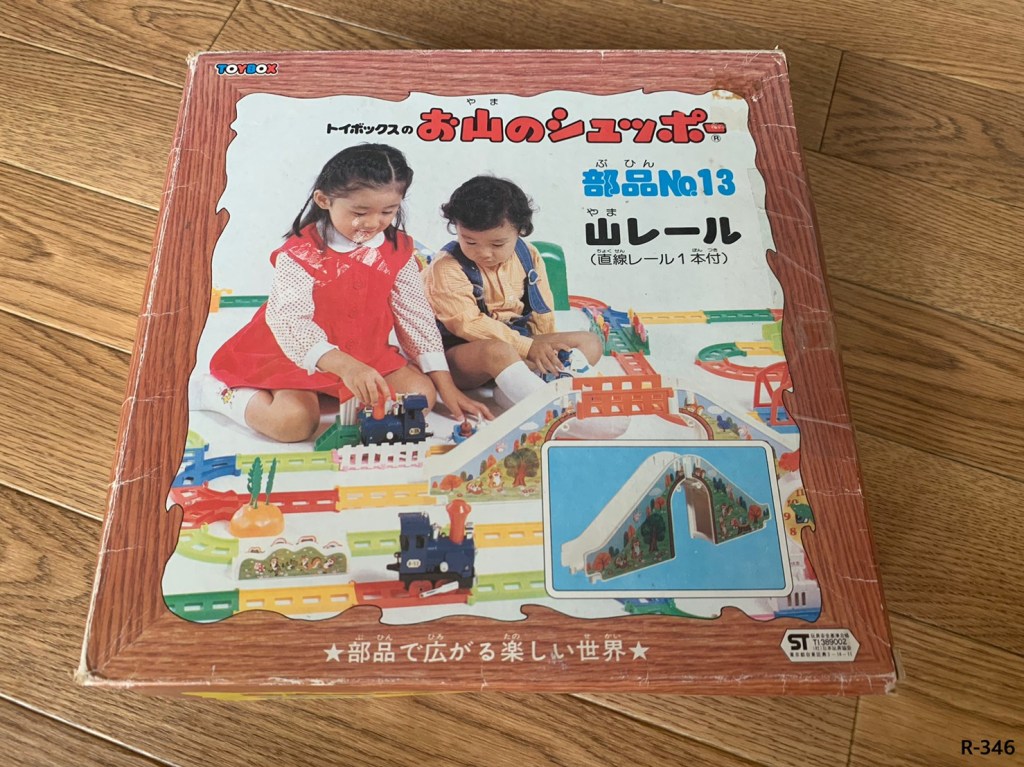 TOYBOX
やま
トイボックスの お山のシュッポー®
ぶひん
部品No.13
やま
山レール
ちょくせん ぽん つき
(直線レール1本付)
ぶひん ひろ たの せかい
★部品で広がる楽しい世界★
ST
R-346